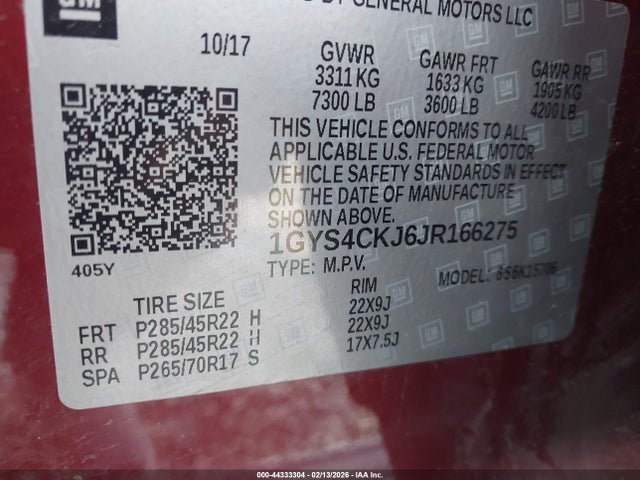 GM
BY GENERAL MOTORS LLC
10/17
GVWR
3311 KG
7300 LB
GAWR FRT
1633 KG
3600 LB
GAWR RR
1905 KG
4200 LB
THIS VEHICLE CONFORMS TO ALL
APPLICABLE U.S. FEDERAL MOTOR
VEHICLE SAFETY STANDARDS IN EFFECT
ON THE DATE OF MANUFACTURE
SHOWN ABOVE.
1GYS4CKJ6JR166275
405Y
TYPE: M.P.V.
MODEL: 6S6K15706
TIRE SIZE RIM
FRT P285/45R22 H 22X9J
RR P285/45R22 H 22X9J
SPA P265/70R17 S 17X7.5J
000-44333304 - 02/13/2026 - IAA Inc.